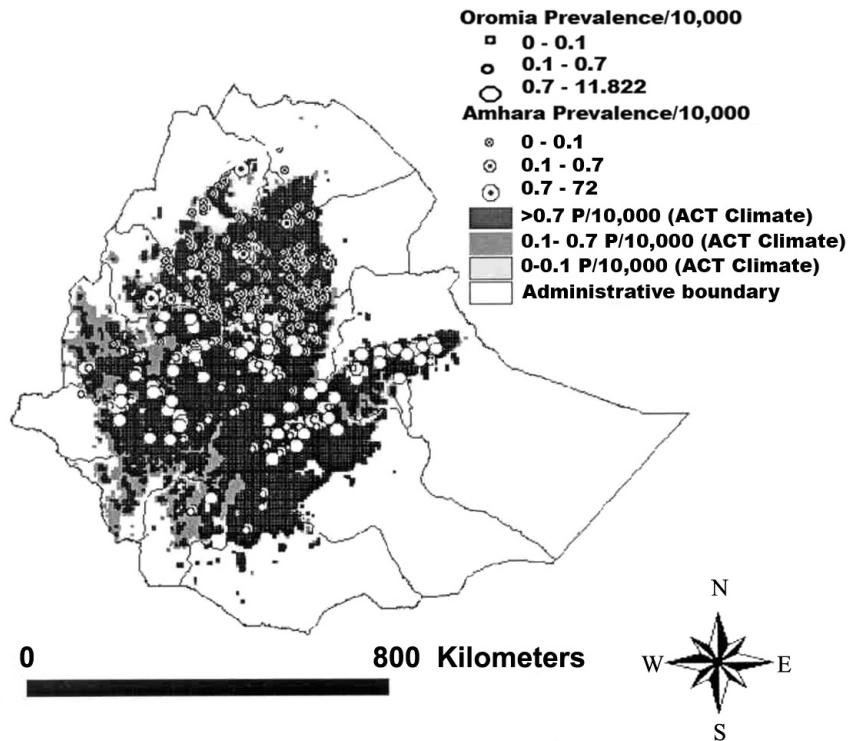 Oromia Prevalence/10,000
0 - 0.1
0.1 - 0.7
0.7 - 11.822
Amhara Prevalence/10,000
0 - 0.1
0.1 - 0.7
0.7 - 72
>0.7 P/10,000 (ACT Climate)
0.1- 0.7 P/10,000 (ACT Climate)
0-0.1 P/10,000 (ACT Climate)
Administrative boundary
0 800 Kilometers
N
W E
S